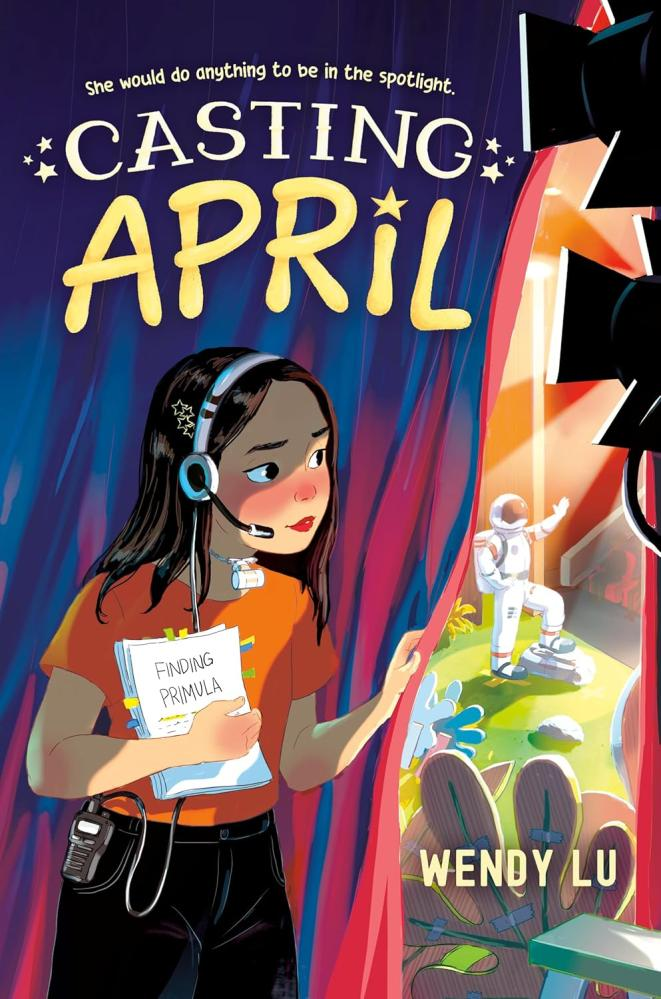 She would do anything to be in the spotlight.
CASTING
APRiL
FINDING
PRIMULA
WENDY LU